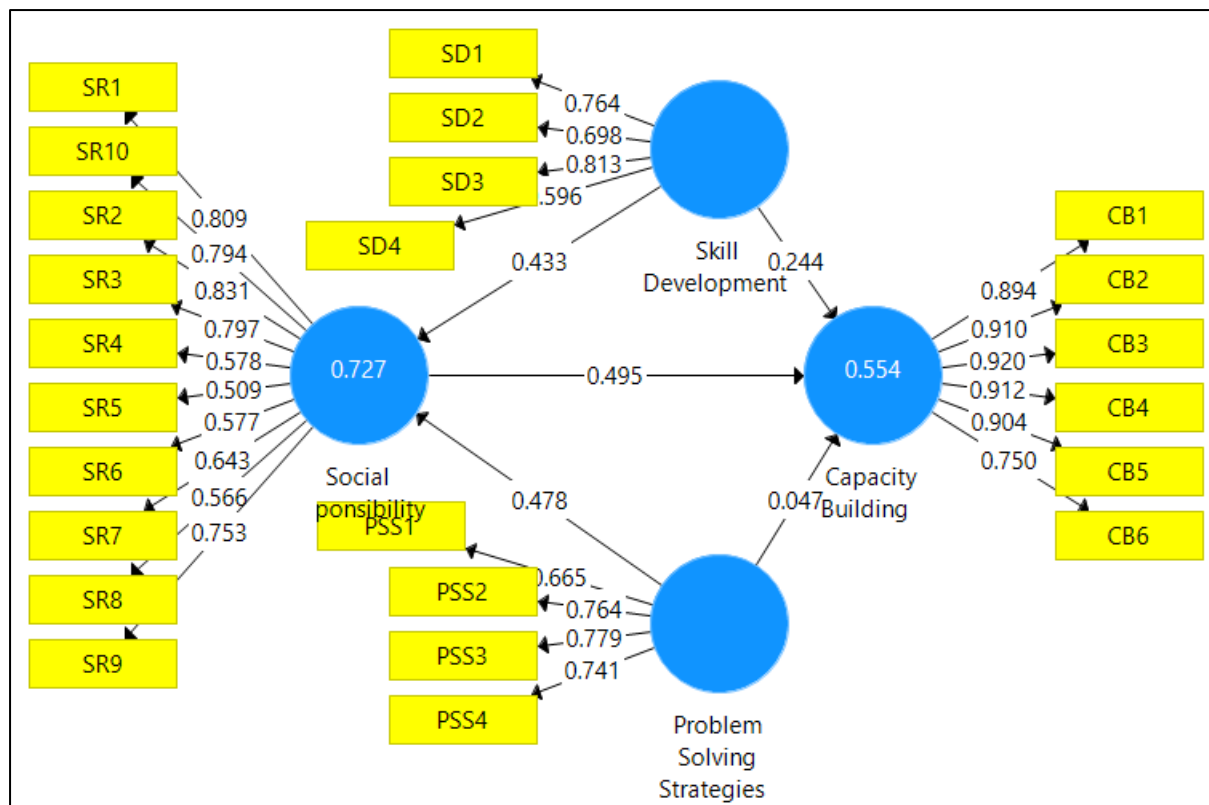 SR1
SR10
SR2
SR3
SR4
SR5
SR6
SR7
SR8
SR9
0.809
0.794
0.831
0.797
0.578
0.509
0.577
0.643
0.566
0.753
SD1
SD2
SD3
SD4
0.764
0.698
0.813
.596
Skill
Development
0.433
0.244
0.727
Social
ponsibility
0.495
0.554
Capacity
Building
0.478
0.047
PSS1
PSS2
PSS3
PSS4
0.665
0.764
0.779
0.741
Problem
Solving
Strategies
0.894
0.910
0.920
0.912
0.904
0.750
CB1
CB2
CB3
CB4
CB5
CB6